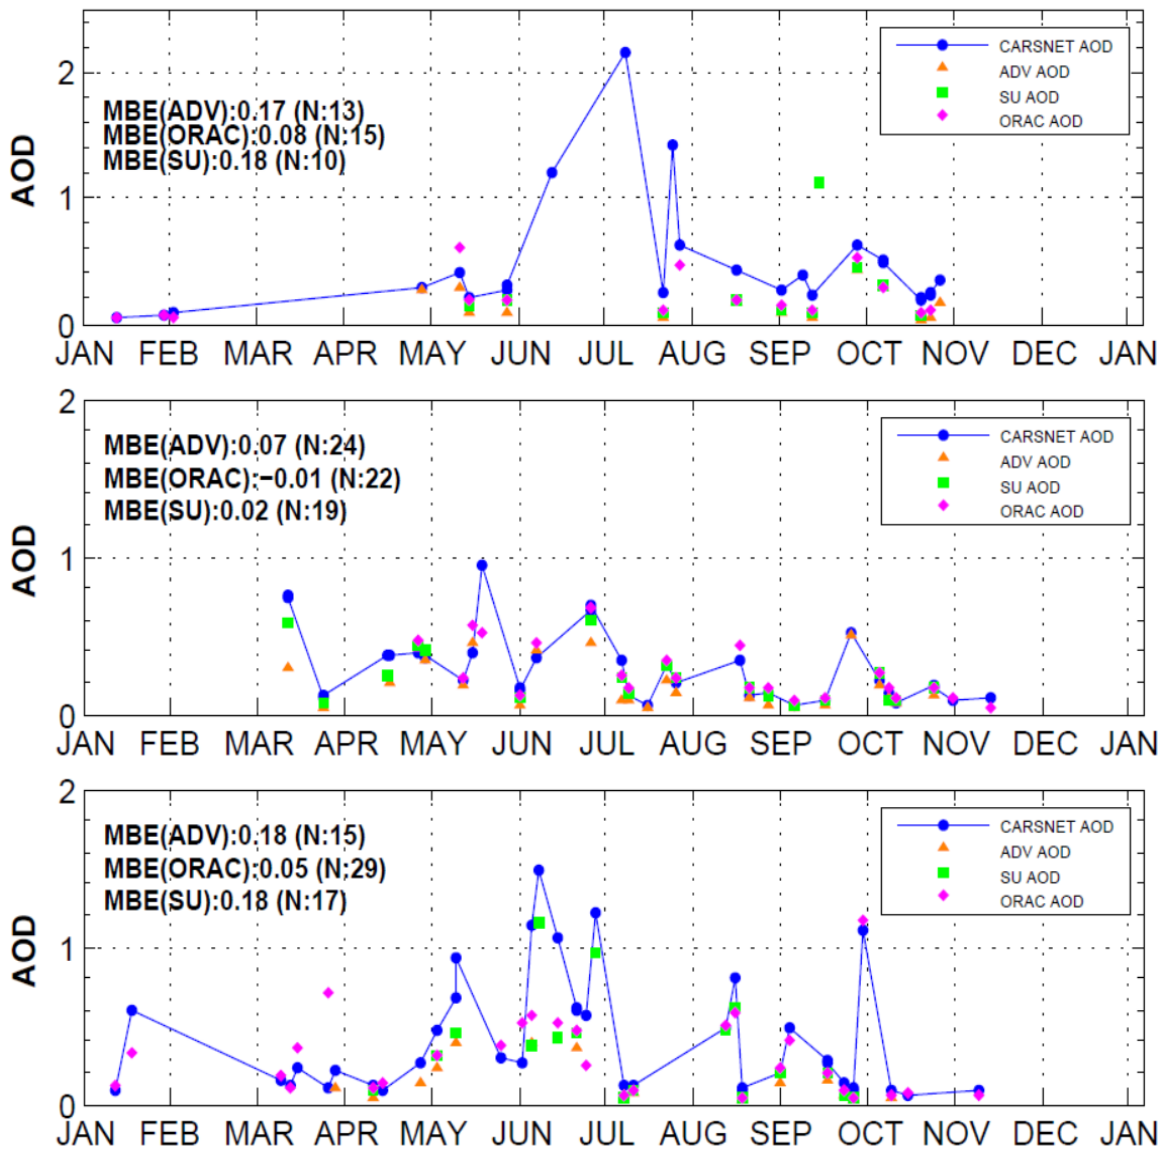 2
1
0
AOD
MBE(ADV):0.17 (N:13)
MBE(ORAC):0.08 (N:15)
MBE(SU):0.18 (N:10)
CARSNET AOD
ADV AOD
SU AOD
ORAC AOD
JAN FEB MAR APR MAY JUN JUL AUG SEP OCT NOV DEC JAN
2
1
0
AOD
MBE(ADV):0.07 (N:24)
MBE(ORAC):−0.01 (N:22)
MBE(SU):0.02 (N:19)
CARSNET AOD
ADV AOD
SU AOD
ORAC AOD
JAN FEB MAR APR MAY JUN JUL AUG SEP OCT NOV DEC JAN
2
1
0
AOD
MBE(ADV):0.18 (N:15)
MBE(ORAC):0.05 (N:29)
MBE(SU):0.18 (N:17)
CARSNET AOD
ADV AOD
SU AOD
ORAC AOD
JAN FEB MAR APR MAY JUN JUL AUG SEP OCT NOV DEC JAN